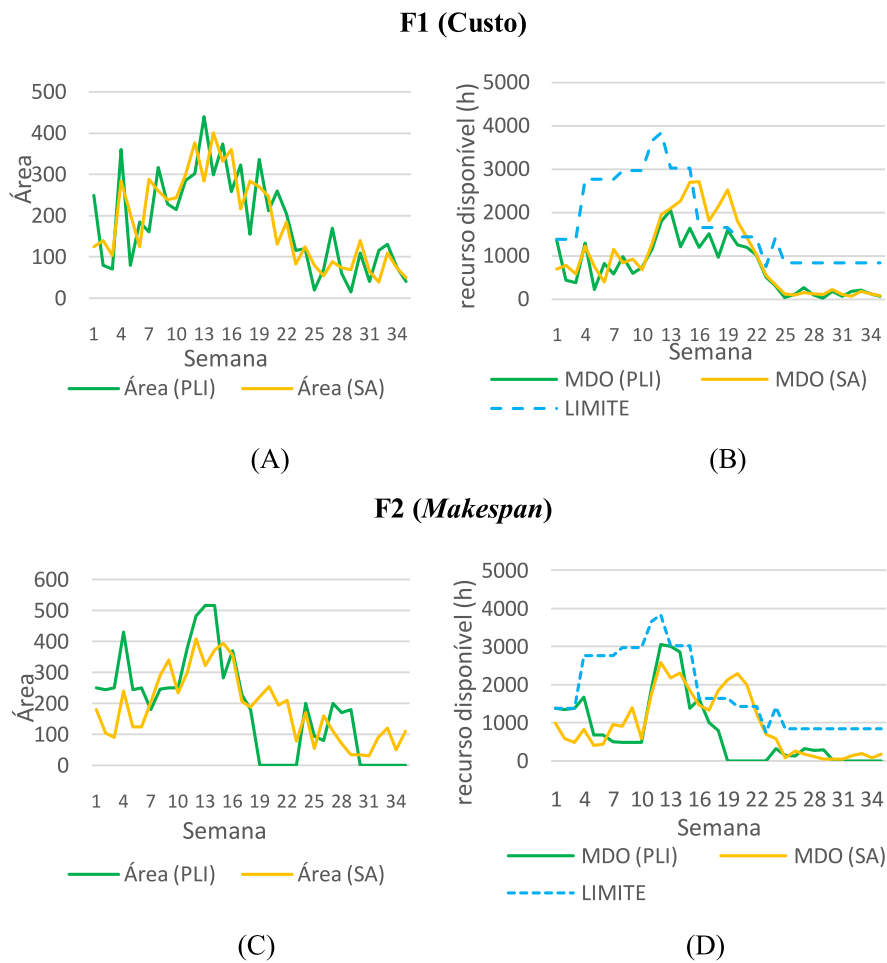 F1 (Custo)
500
400
300
200
100
0
Área
1 4 7 10 13 16 19 22 25 28 31 34
Semana
Área (PLI) Área (SA)
(A)
5000
4000
3000
2000
1000
0
recurso disponível (h)
1 4 7 10 13 16 19 22 25 28 31 34
Semana
MDO (PLI) MDO (SA)
LIMITE
(B)
F2 (Makespan)
600
500
400
300
200
100
0
Área
1 4 7 10 13 16 19 22 25 28 31 34
Semana
Área (PLI) Área (SA)
(C)
5000
4000
3000
2000
1000
0
recurso disponível (h)
1 4 7 10 13 16 19 22 25 28 31 34
Semana
MDO (PLI) MDO (SA)
LIMITE
(D)